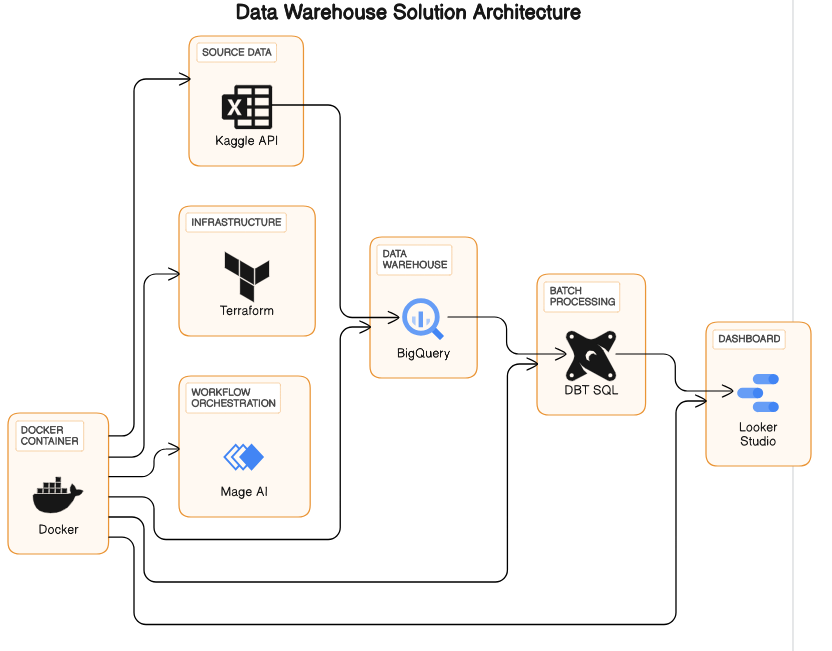 Data Warehouse Solution Architecture
SOURCE DATA
X
Kaggle API
INFRASTRUCTURE
Terraform
DATA
WAREHOUSE
BigQuery
BATCH
PROCESSING
DBT SQL
DASHBOARD
Looker
Studio
WORKFLOW
ORCHESTRATION
Mage AI
DOCKER
CONTAINER
Docker